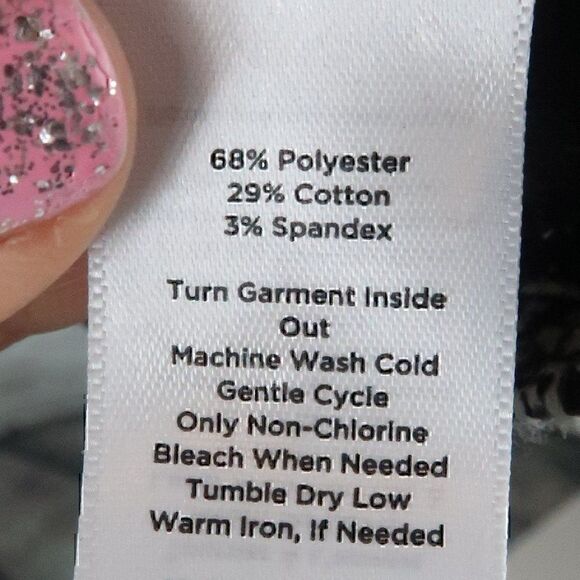 68% Polyester
29% Cotton
3% Spandex
Turn Garment Inside
Out
Machine Wash Cold
Gentle Cycle
Only Non-Chlorine
Bleach When Needed
Tumble Dry Low
Warm Iron, If Needed